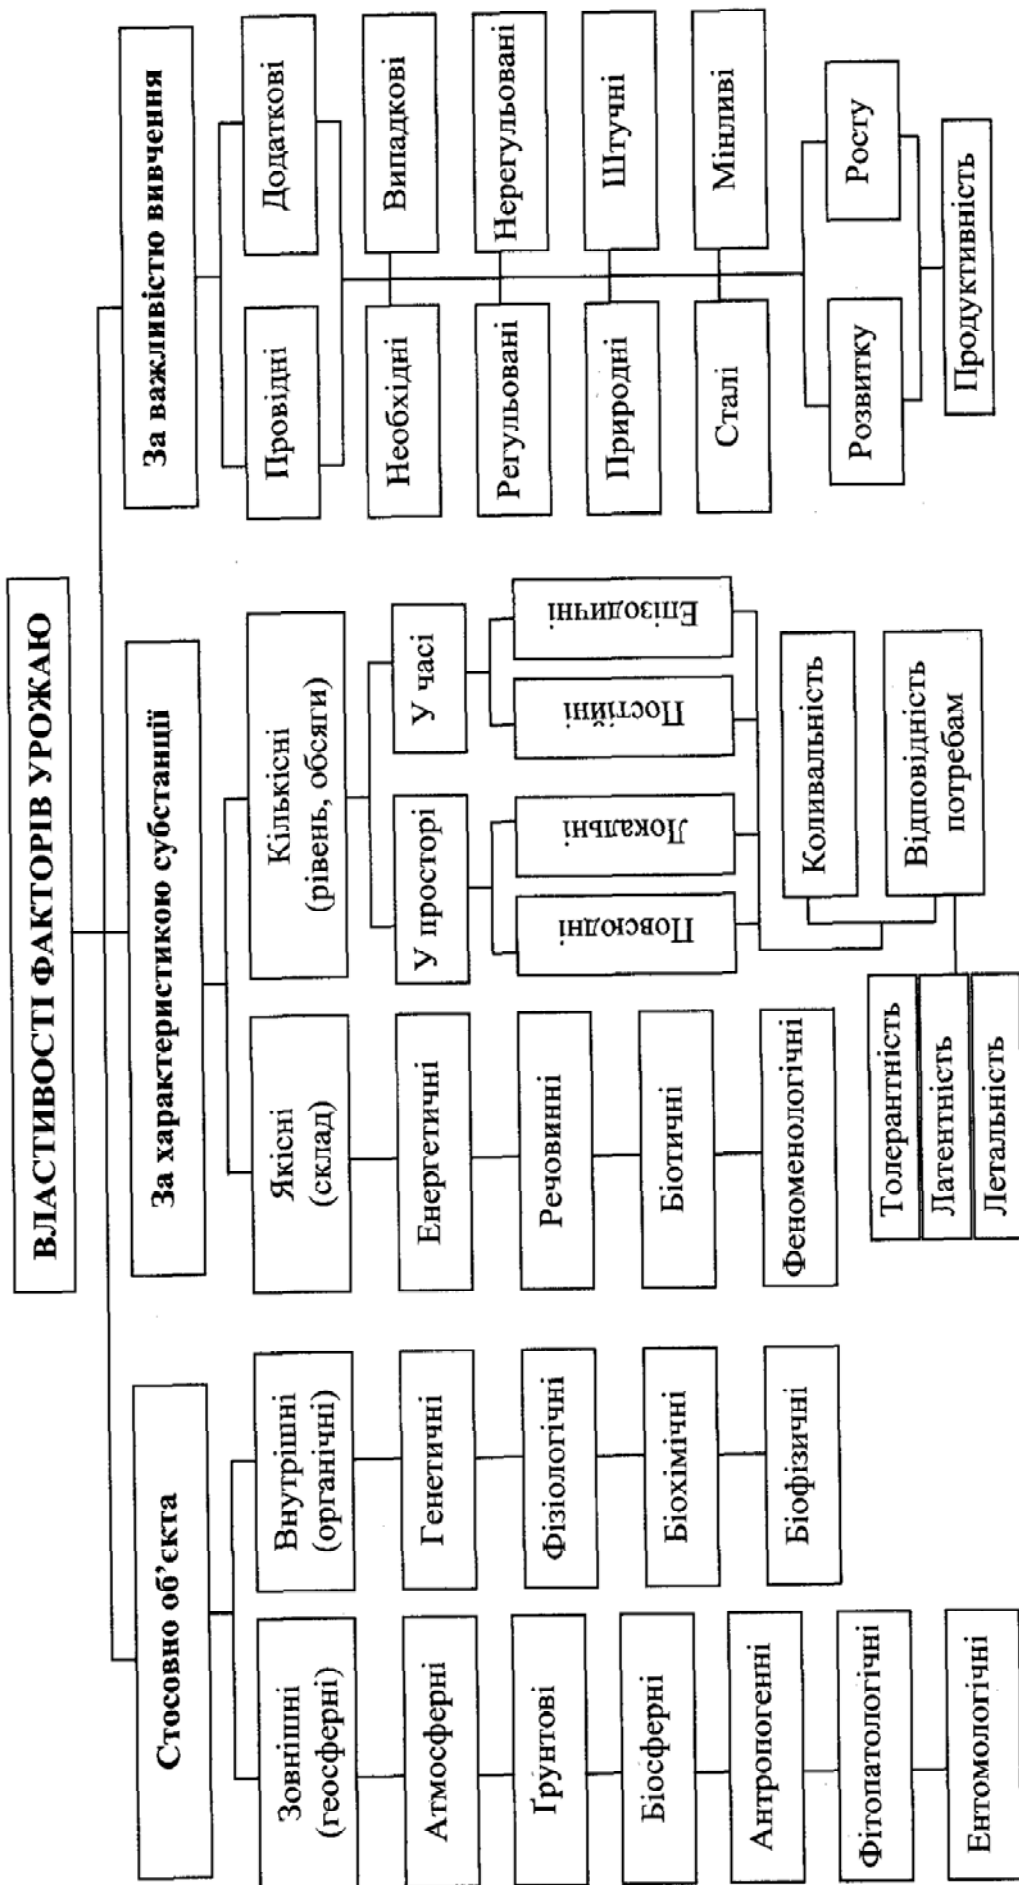 ВЛАСТИВОСТІ ФАКТОРІВ УРОЖАЮ
Стосовно об’єкта
Зовнішні
(геосферні)
Атмосферні
Ґрунтові
Біосферні
Антропогенні
Фітопатологічні
Ентомологічні
Внутрішні
(органічні)
Генетичні
Фізіологічні
Біохімічні
Біофізичні
За характеристикою субстанції
Якісні
(склад)
Енергетичні
Речовинні
Біотичні
Феноменологічні
Кількісні
(рівень, обсяги)
У просторі
Повсюдні
Локальні
У часі
Постійні
Епізодичні
Коливальність
Відповідність
потребам
Толерантність
Латентність
Летальність
За важливістю вивчення
Провідні
Додаткові
Необхідні
Випадкові
Регульовані
Нерегульовані
Природні
Штучні
Сталі
Мінливі
Розвитку
Росту
Продуктивність